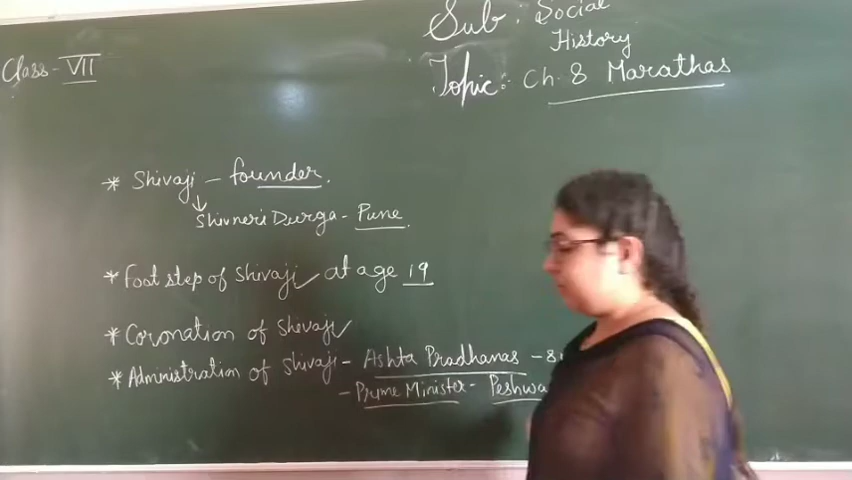 Sub. Social
History
Class - VII
Topic: Ch. 8 Marathas
* Shivaji - founder.
Shivneri Durga - Pune.
* Foot step of Shivaji at age 19
* Coronation of Shivaji
* Administration of Shivaji - Ashta Pradhanas - 8
- Prime Minister - Peshwa